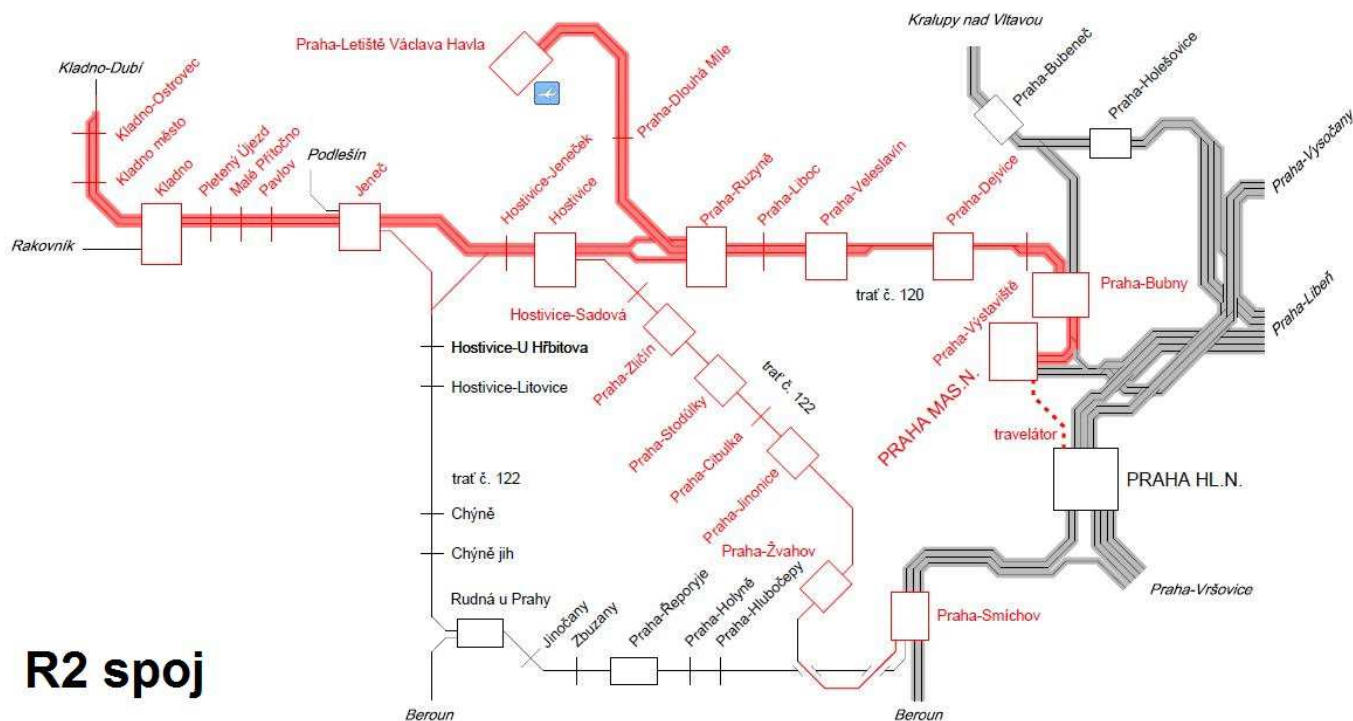 Kralupy nad Vltavou
Praha-Letiště Václava Havla
Kladno-Dubí
Praha-Bubeneč
Praha-Holešovice
Kladno-Ostrovec
Praha-Dlouhá Míle
Praha-Vysočany
Kladno město
Kladno
Pletený Újezd
Malé Přítočno
Pavlov
Podlešín
Jeneč
Hostivice-Jeneček
Hostivice
Praha-Ruzyně
Praha-Liboc
Praha-Veleslavín
Praha-Dejvice
Rakovník
trať č. 120
Praha-Bubny
Praha-Libeň
Hostivice-Sadová
Praha-Výstaviště
Hostivice-U Hřbitova
Praha-Zličín
Hostivice-Litovice
Praha-Stodůlky
trať č. 122
PRAHA MAS.N.
travelátor
Praha-Cibulka
trať č. 122
PRAHA HL.N.
Praha-Jinonice
Chýně
Chýně jih
Praha-Žvahov
Praha-Vršovice
Rudná u Prahy
Jinočany
Zbuzany
Praha-Řeporyje
Praha-Holyně
Praha-Hlubočepy
Praha-Smíchov
R2 spoj
Beroun
Beroun